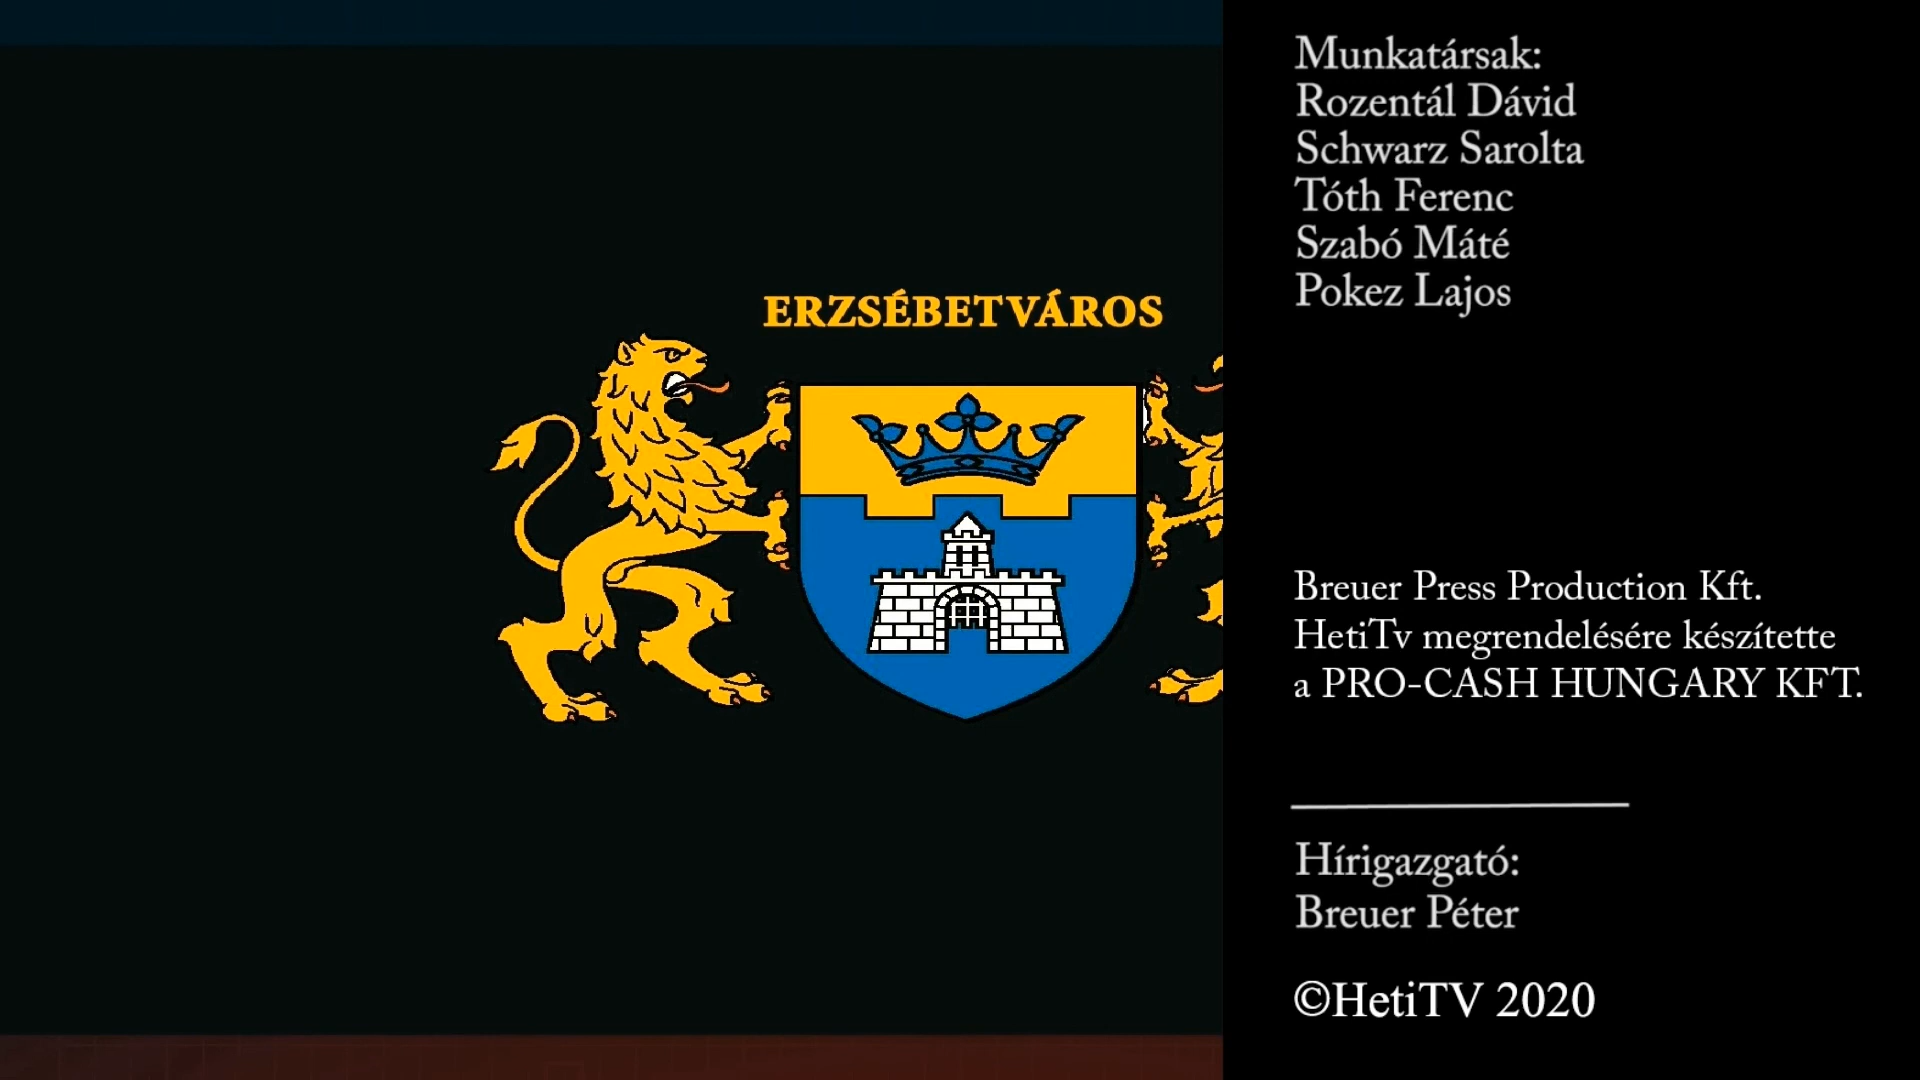 ERZSÉBETVÁROS
Munkatársak:
Rozentál Dávid
Schwarz Sarolta
Tóth Ferenc
Szabó Máté
Pokez Lajos
Breuer Press Production Kft.
HetiTv megrendelésére készítette
a PRO-CASH HUNGARY KFT.
Hírigazgató:
Breuer Péter
©HetiTV 2020